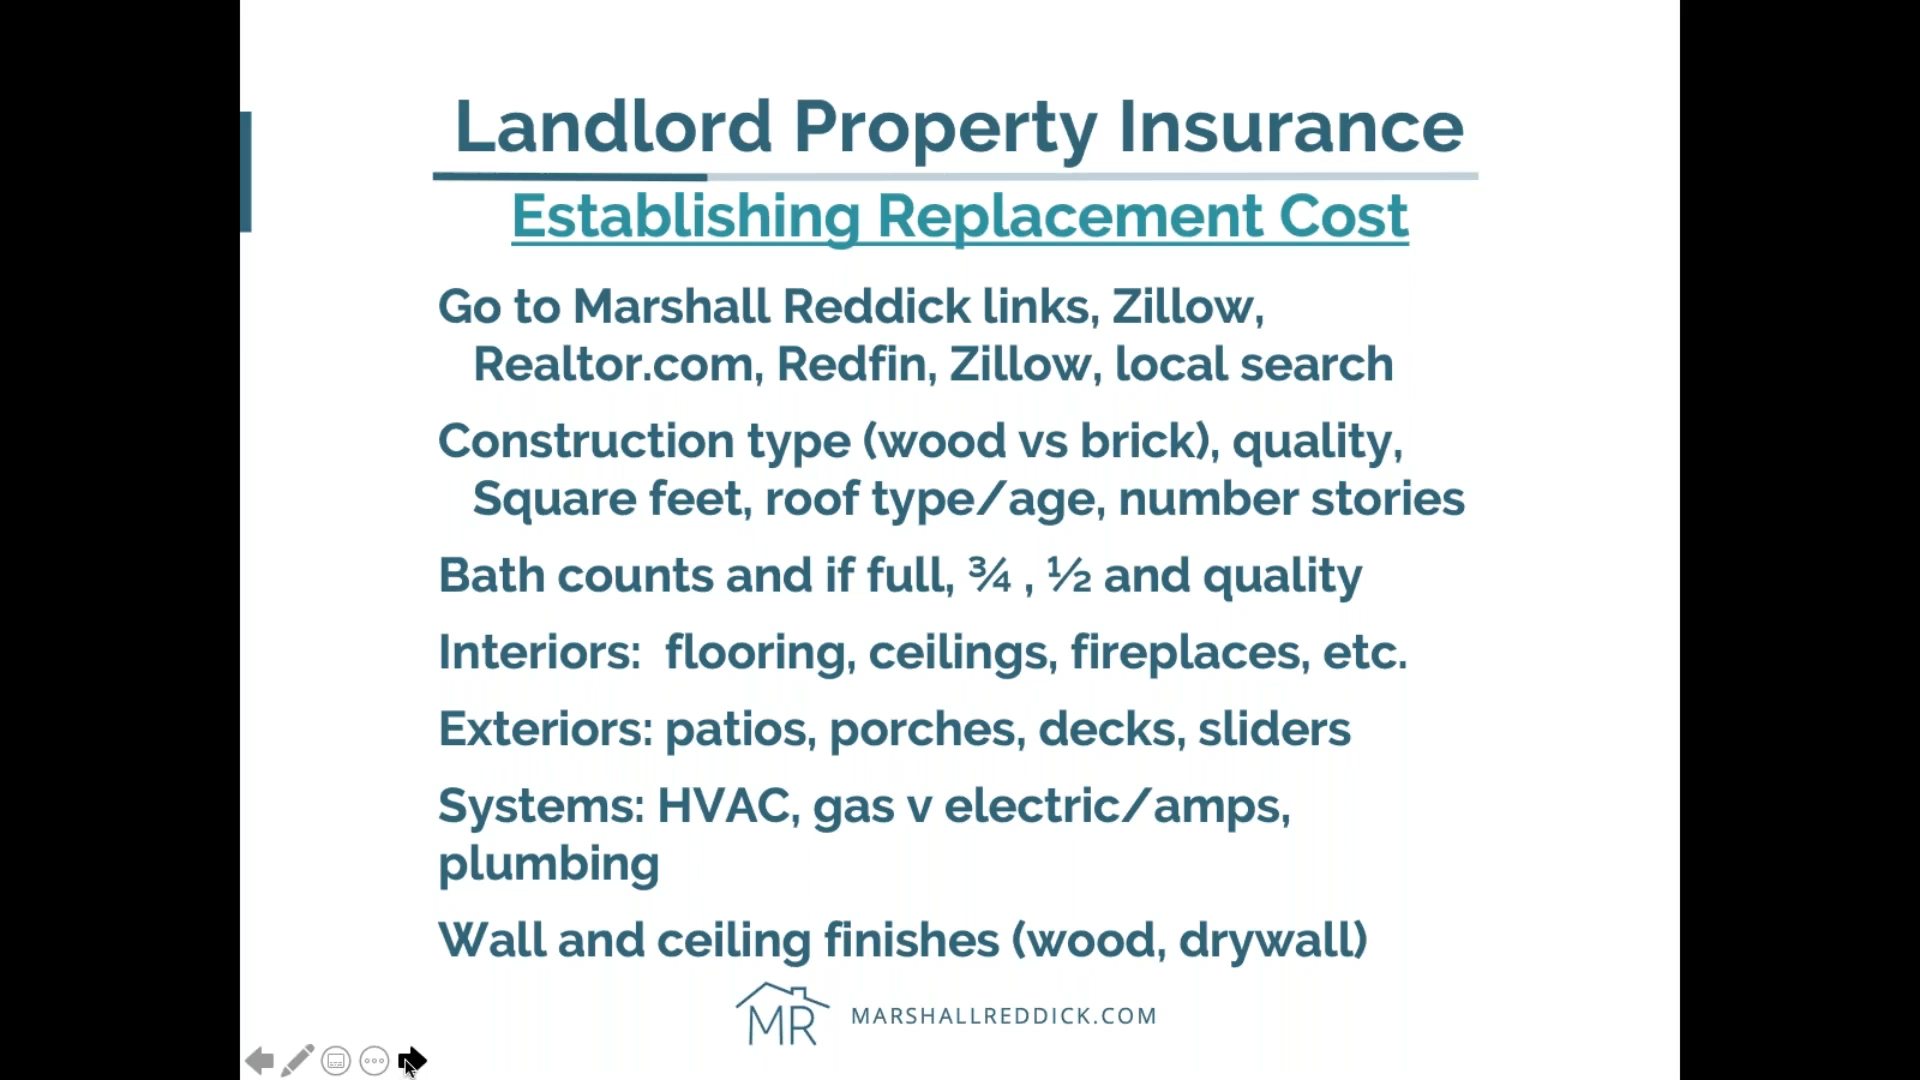 Landlord Property Insurance
Establishing Replacement Cost
Go to Marshall Reddick links, Zillow,
Realtor.com, Redfin, Zillow, local search
Construction type (wood vs brick), quality,
Square feet, roof type/age, number stories
Bath counts and if full, ¾ , ½ and quality
Interiors:  flooring, ceilings, fireplaces, etc.
Exteriors: patios, porches, decks, sliders
Systems: HVAC, gas v electric/amps,
plumbing
Wall and ceiling finishes (wood, drywall)
MR MARSHALLREDDICK.COM